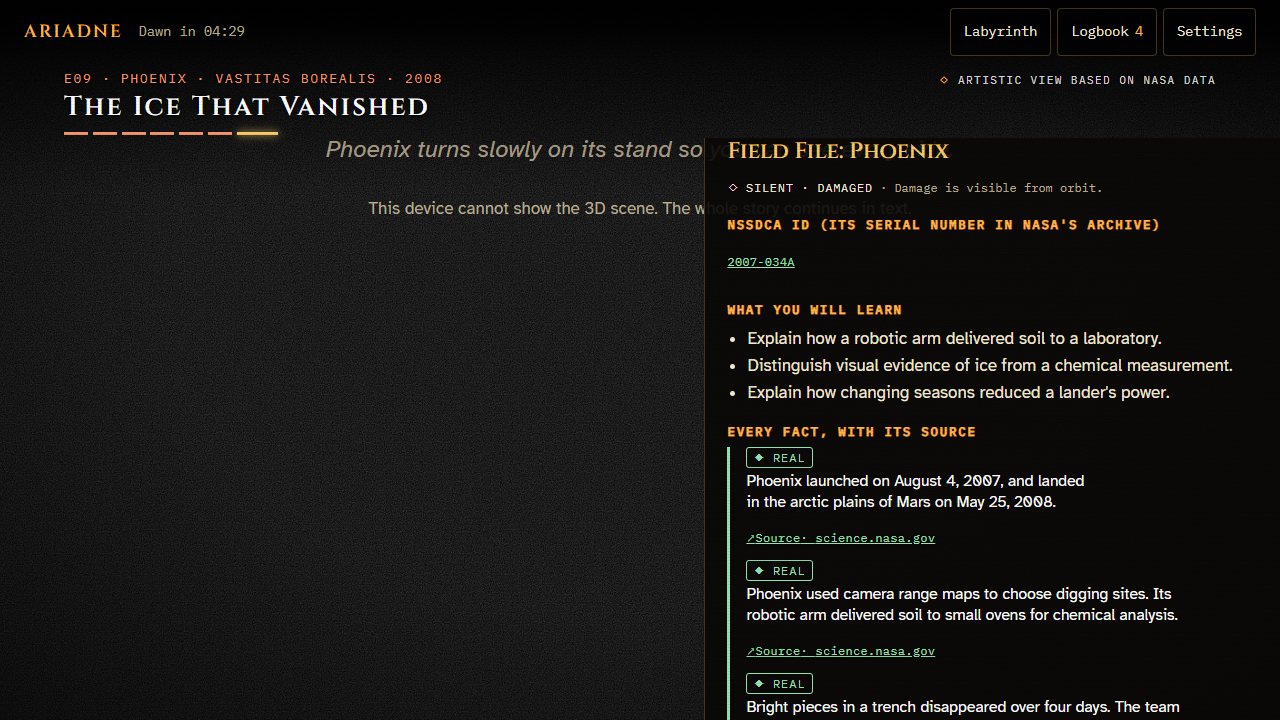 ARIADNE Dawn in 04:29
Labyrinth
Logbook 4
Settings
E09 · PHOENIX · VASTITAS BOREALIS · 2008
◇ ARTISTIC VIEW BASED ON NASA DATA
The Ice That Vanished
Phoenix turns slowly on its stand so yo
This device cannot show the 3D scene. The whole story continues in text.
Field File: Phoenix
◇ SILENT · DAMAGED · Damage is visible from orbit.
NSSDCA ID (ITS SERIAL NUMBER IN NASA'S ARCHIVE)
2007-034A
WHAT YOU WILL LEARN
• Explain how a robotic arm delivered soil to a laboratory.
• Distinguish visual evidence of ice from a chemical measurement.
• Explain how changing seasons reduced a lander's power.
EVERY FACT, WITH ITS SOURCE
◆ REAL
Phoenix launched on August 4, 2007, and landed
in the arctic plains of Mars on May 25, 2008.
↗Source· science.nasa.gov
◆ REAL
Phoenix used camera range maps to choose digging sites. Its
robotic arm delivered soil to small ovens for chemical analysis.
↗Source· science.nasa.gov
◆ REAL
Bright pieces in a trench disappeared over four days. The team